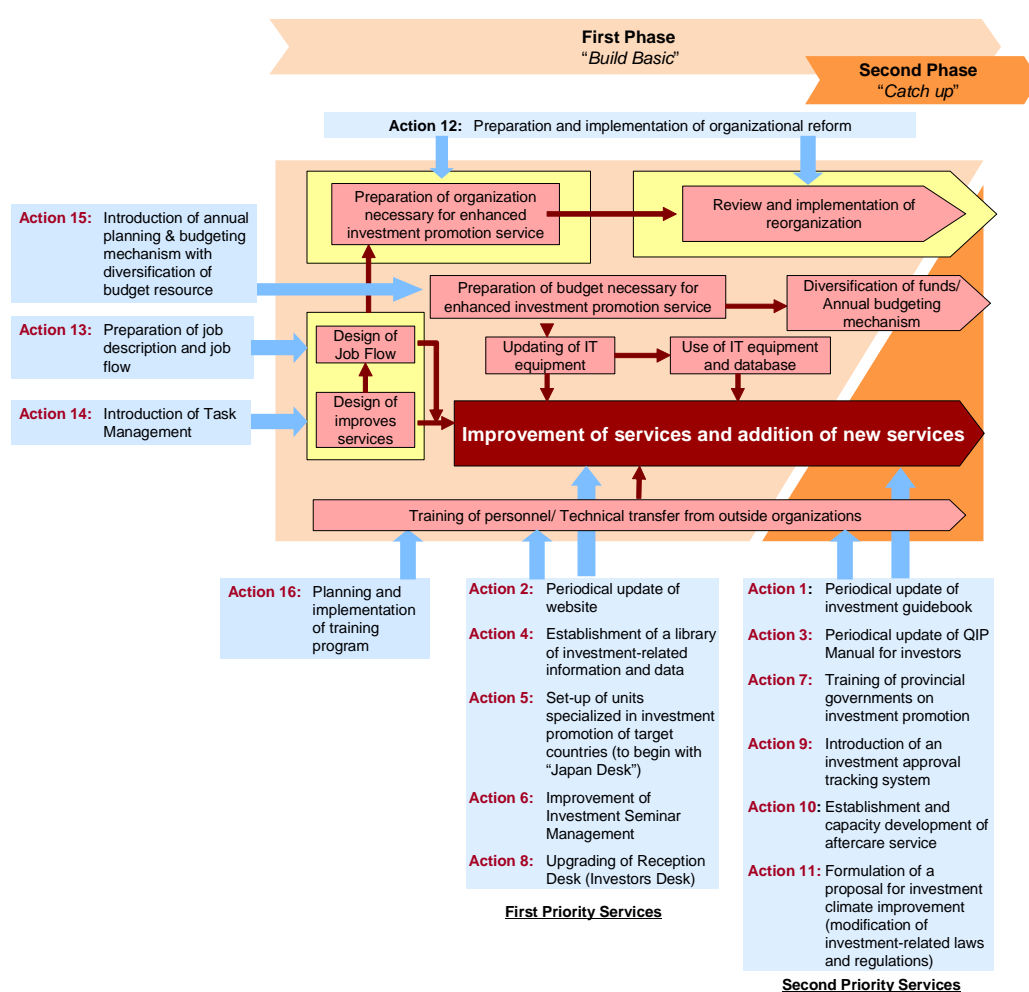 First Phase
“Build Basic”
Second Phase
“Catch up”
Action 12: Preparation and implementation of organizational reform
Preparation of organization
necessary for enhanced
investment promotion service
Review and implementation of
reorganization
Action 15: Introduction of annual
planning & budgeting
mechanism with
diversification of
budget resource
Preparation of budget necessary for
enhanced investment promotion service
Diversification of funds/
Annual budgeting
mechanism
Action 13: Preparation of job
description and job
flow
Design of
Job Flow
Updating of IT
equipment
Use of IT equipment
and database
Action 14: Introduction of Task
Management
Design of
improves
services
Improvement of services and addition of new services
Training of personnel/ Technical transfer from outside organizations
Action 16: Planning and
implementation
of training
program
Action 2: Periodical update of
website
Action 4: Establishment of a library
of investment-related
information and data
Action 5: Set-up of units
specialized in investment
promotion of target
countries (to begin with
“Japan Desk”)
Action 6: Improvement of
Investment Seminar
Management
Action 8: Upgrading of Reception
Desk (Investors Desk)
First Priority Services
Action 1: Periodical update of
investment guidebook
Action 3: Periodical update of QIP
Manual for investors
Action 7: Training of provincial
governments on
investment promotion
Action 9: Introduction of an
investment approval
tracking system
Action 10: Establishment and
capacity development of
aftercare service
Action 11: Formulation of a
proposal for investment
climate improvement
(modification of
investment-related laws
and regulations)
Second Priority Services